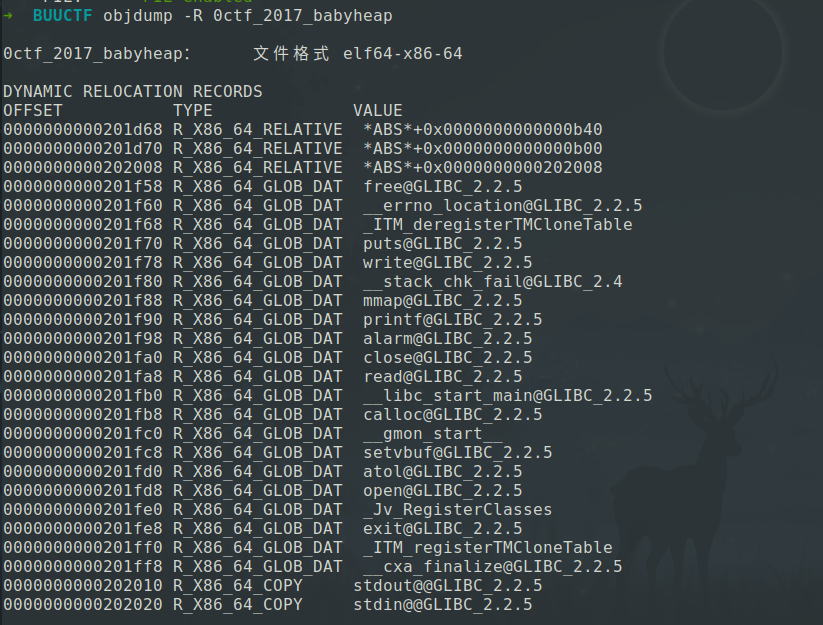 → BUUCTF objdump -R 0ctf_2017_babyheap
0ctf_2017_babyheap： 文件格式 elf64-x86-64
DYNAMIC RELOCATION RECORDS
OFFSET TYPE VALUE
0000000000201d68 R_X86_64_RELATIVE *ABS*+0x0000000000000b40
0000000000201d70 R_X86_64_RELATIVE *ABS*+0x0000000000000b00
0000000000202008 R_X86_64_RELATIVE *ABS*+0x0000000000202008
0000000000201f58 R_X86_64_GLOB_DAT free@GLIBC_2.2.5
0000000000201f60 R_X86_64_GLOB_DAT __errno_location@GLIBC_2.2.5
0000000000201f68 R_X86_64_GLOB_DAT _ITM_deregisterTMCloneTable
0000000000201f70 R_X86_64_GLOB_DAT puts@GLIBC_2.2.5
0000000000201f78 R_X86_64_GLOB_DAT write@GLIBC_2.2.5
0000000000201f80 R_X86_64_GLOB_DAT __stack_chk_fail@GLIBC_2.4
0000000000201f88 R_X86_64_GLOB_DAT mmap@GLIBC_2.2.5
0000000000201f90 R_X86_64_GLOB_DAT printf@GLIBC_2.2.5
0000000000201f98 R_X86_64_GLOB_DAT alarm@GLIBC_2.2.5
0000000000201fa0 R_X86_64_GLOB_DAT close@GLIBC_2.2.5
0000000000201fa8 R_X86_64_GLOB_DAT read@GLIBC_2.2.5
0000000000201fb0 R_X86_64_GLOB_DAT __libc_start_main@GLIBC_2.2.5
0000000000201fb8 R_X86_64_GLOB_DAT calloc@GLIBC_2.2.5
0000000000201fc0 R_X86_64_GLOB_DAT __gmon_start__
0000000000201fc8 R_X86_64_GLOB_DAT setvbuf@GLIBC_2.2.5
0000000000201fd0 R_X86_64_GLOB_DAT atol@GLIBC_2.2.5
0000000000201fd8 R_X86_64_GLOB_DAT open@GLIBC_2.2.5
0000000000201fe0 R_X86_64_GLOB_DAT _Jv_RegisterClasses
0000000000201fe8 R_X86_64_GLOB_DAT exit@GLIBC_2.2.5
0000000000201ff0 R_X86_64_GLOB_DAT _ITM_registerTMCloneTable
0000000000201ff8 R_X86_64_GLOB_DAT __cxa_finalize@GLIBC_2.2.5
0000000000202010 R_X86_64_COPY stdout@@GLIBC_2.2.5
0000000000202020 R_X86_64_COPY stdin@@GLIBC_2.2.5